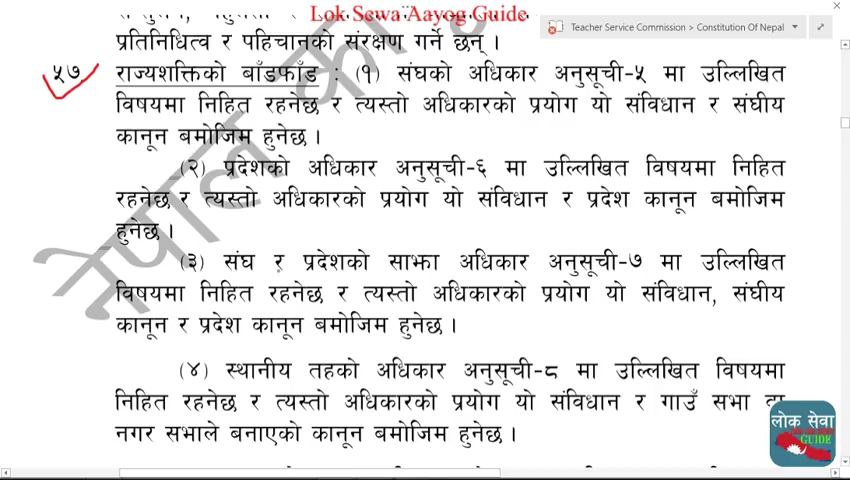 Lok Sewa Aayog Guide
Teacher Service Commission > Constitution Of Nepal
प्रतिनिधित्व र पहिचानको संरक्षण गर्ने छन् ।
५७ राज्यशक्तिको बाँडफाँड : (१) संघको अधिकार अनुसूची-५ मा उल्लिखित
विषयमा निहित रहनेछ र त्यस्तो अधिकारको प्रयोग यो संविधान र संघीय
कानून बमोजिम हुनेछ ।
(२) प्रदेशको अधिकार अनुसूची-६ मा उल्लिखित विषयमा निहित
रहनेछ र त्यस्तो अधिकारको प्रयोग यो संविधान र प्रदेश कानून बमोजिम
हुनेछ ।
(३) संघ र प्रदेशको साझा अधिकार अनुसूची-७ मा उल्लिखित
विषयमा निहित रहनेछ र त्यस्तो अधिकारको प्रयोग यो संविधान, संघीय
कानून र प्रदेश कानून बमोजिम हुनेछ ।
(४) स्थानीय तहको अधिकार अनुसूची-८ मा उल्लिखित विषयमा
निहित रहनेछ र त्यस्तो अधिकारको प्रयोग यो संविधान र गाउँ सभा वा
नगर सभाले बनाएको कानून बमोजिम हुनेछ ।
नेपाल का
लोक सेवा
GUIDE